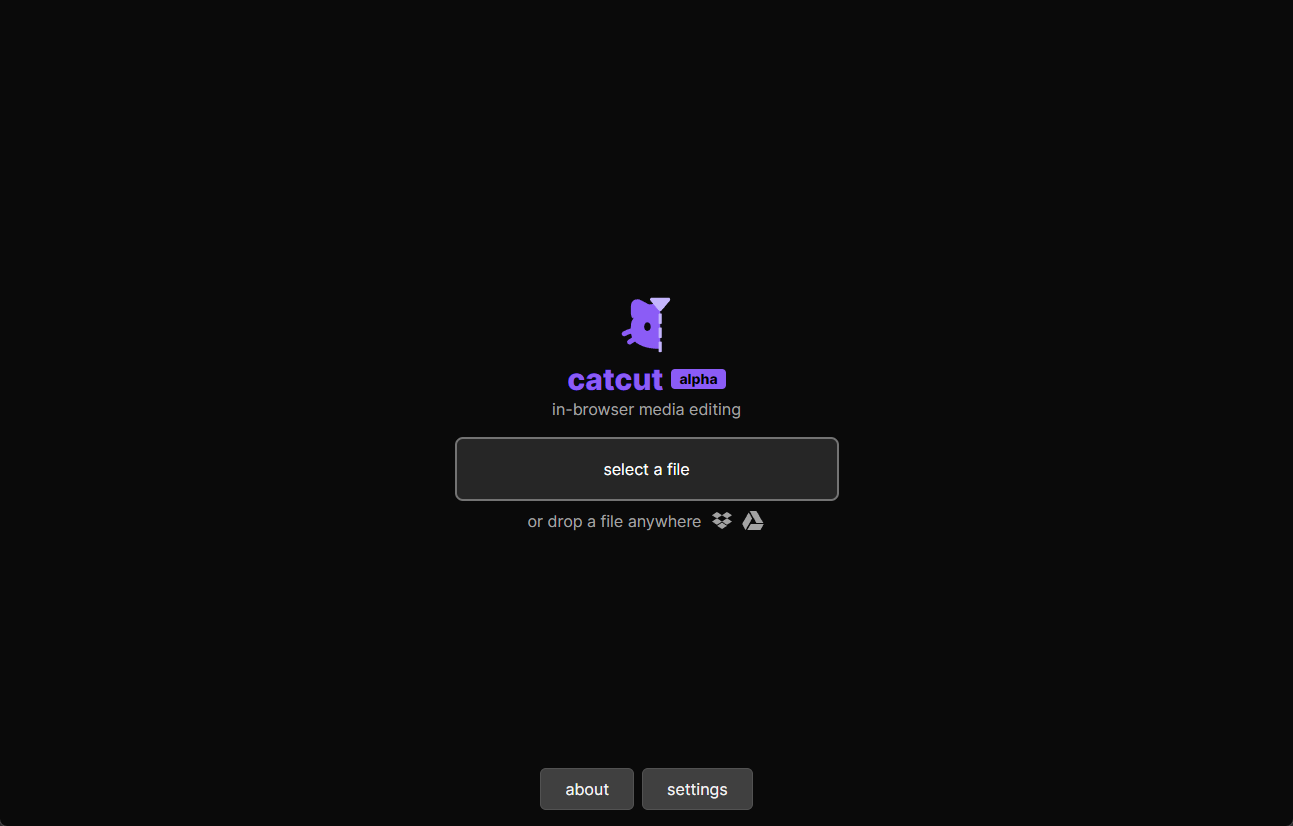 catcut alpha
in-browser media editing
select a file
or drop a file anywhere
about settings